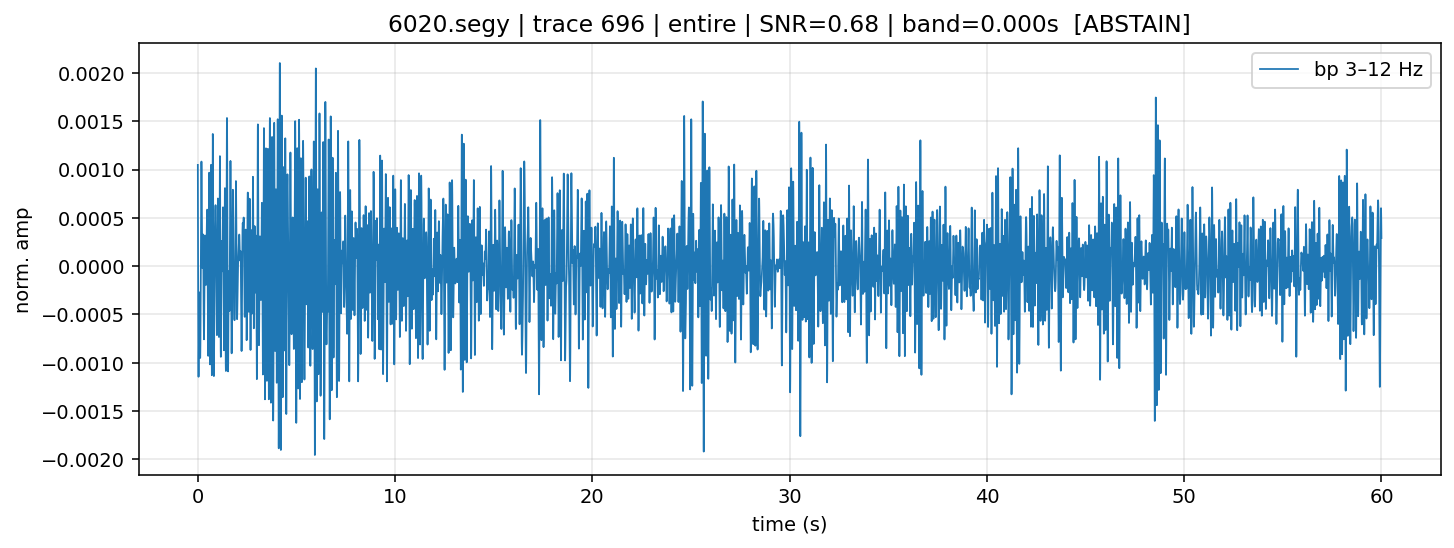 6020.segy | trace 696 | entire | SNR=0.68 | band=0.000s  [ABSTAIN]
bp 3–12 Hz
0.0020
0.0015
0.0010
0.0005
0.0000
−0.0005
−0.0010
−0.0015
−0.0020
norm. amp
0 10 20 30 40 50 60
time (s)